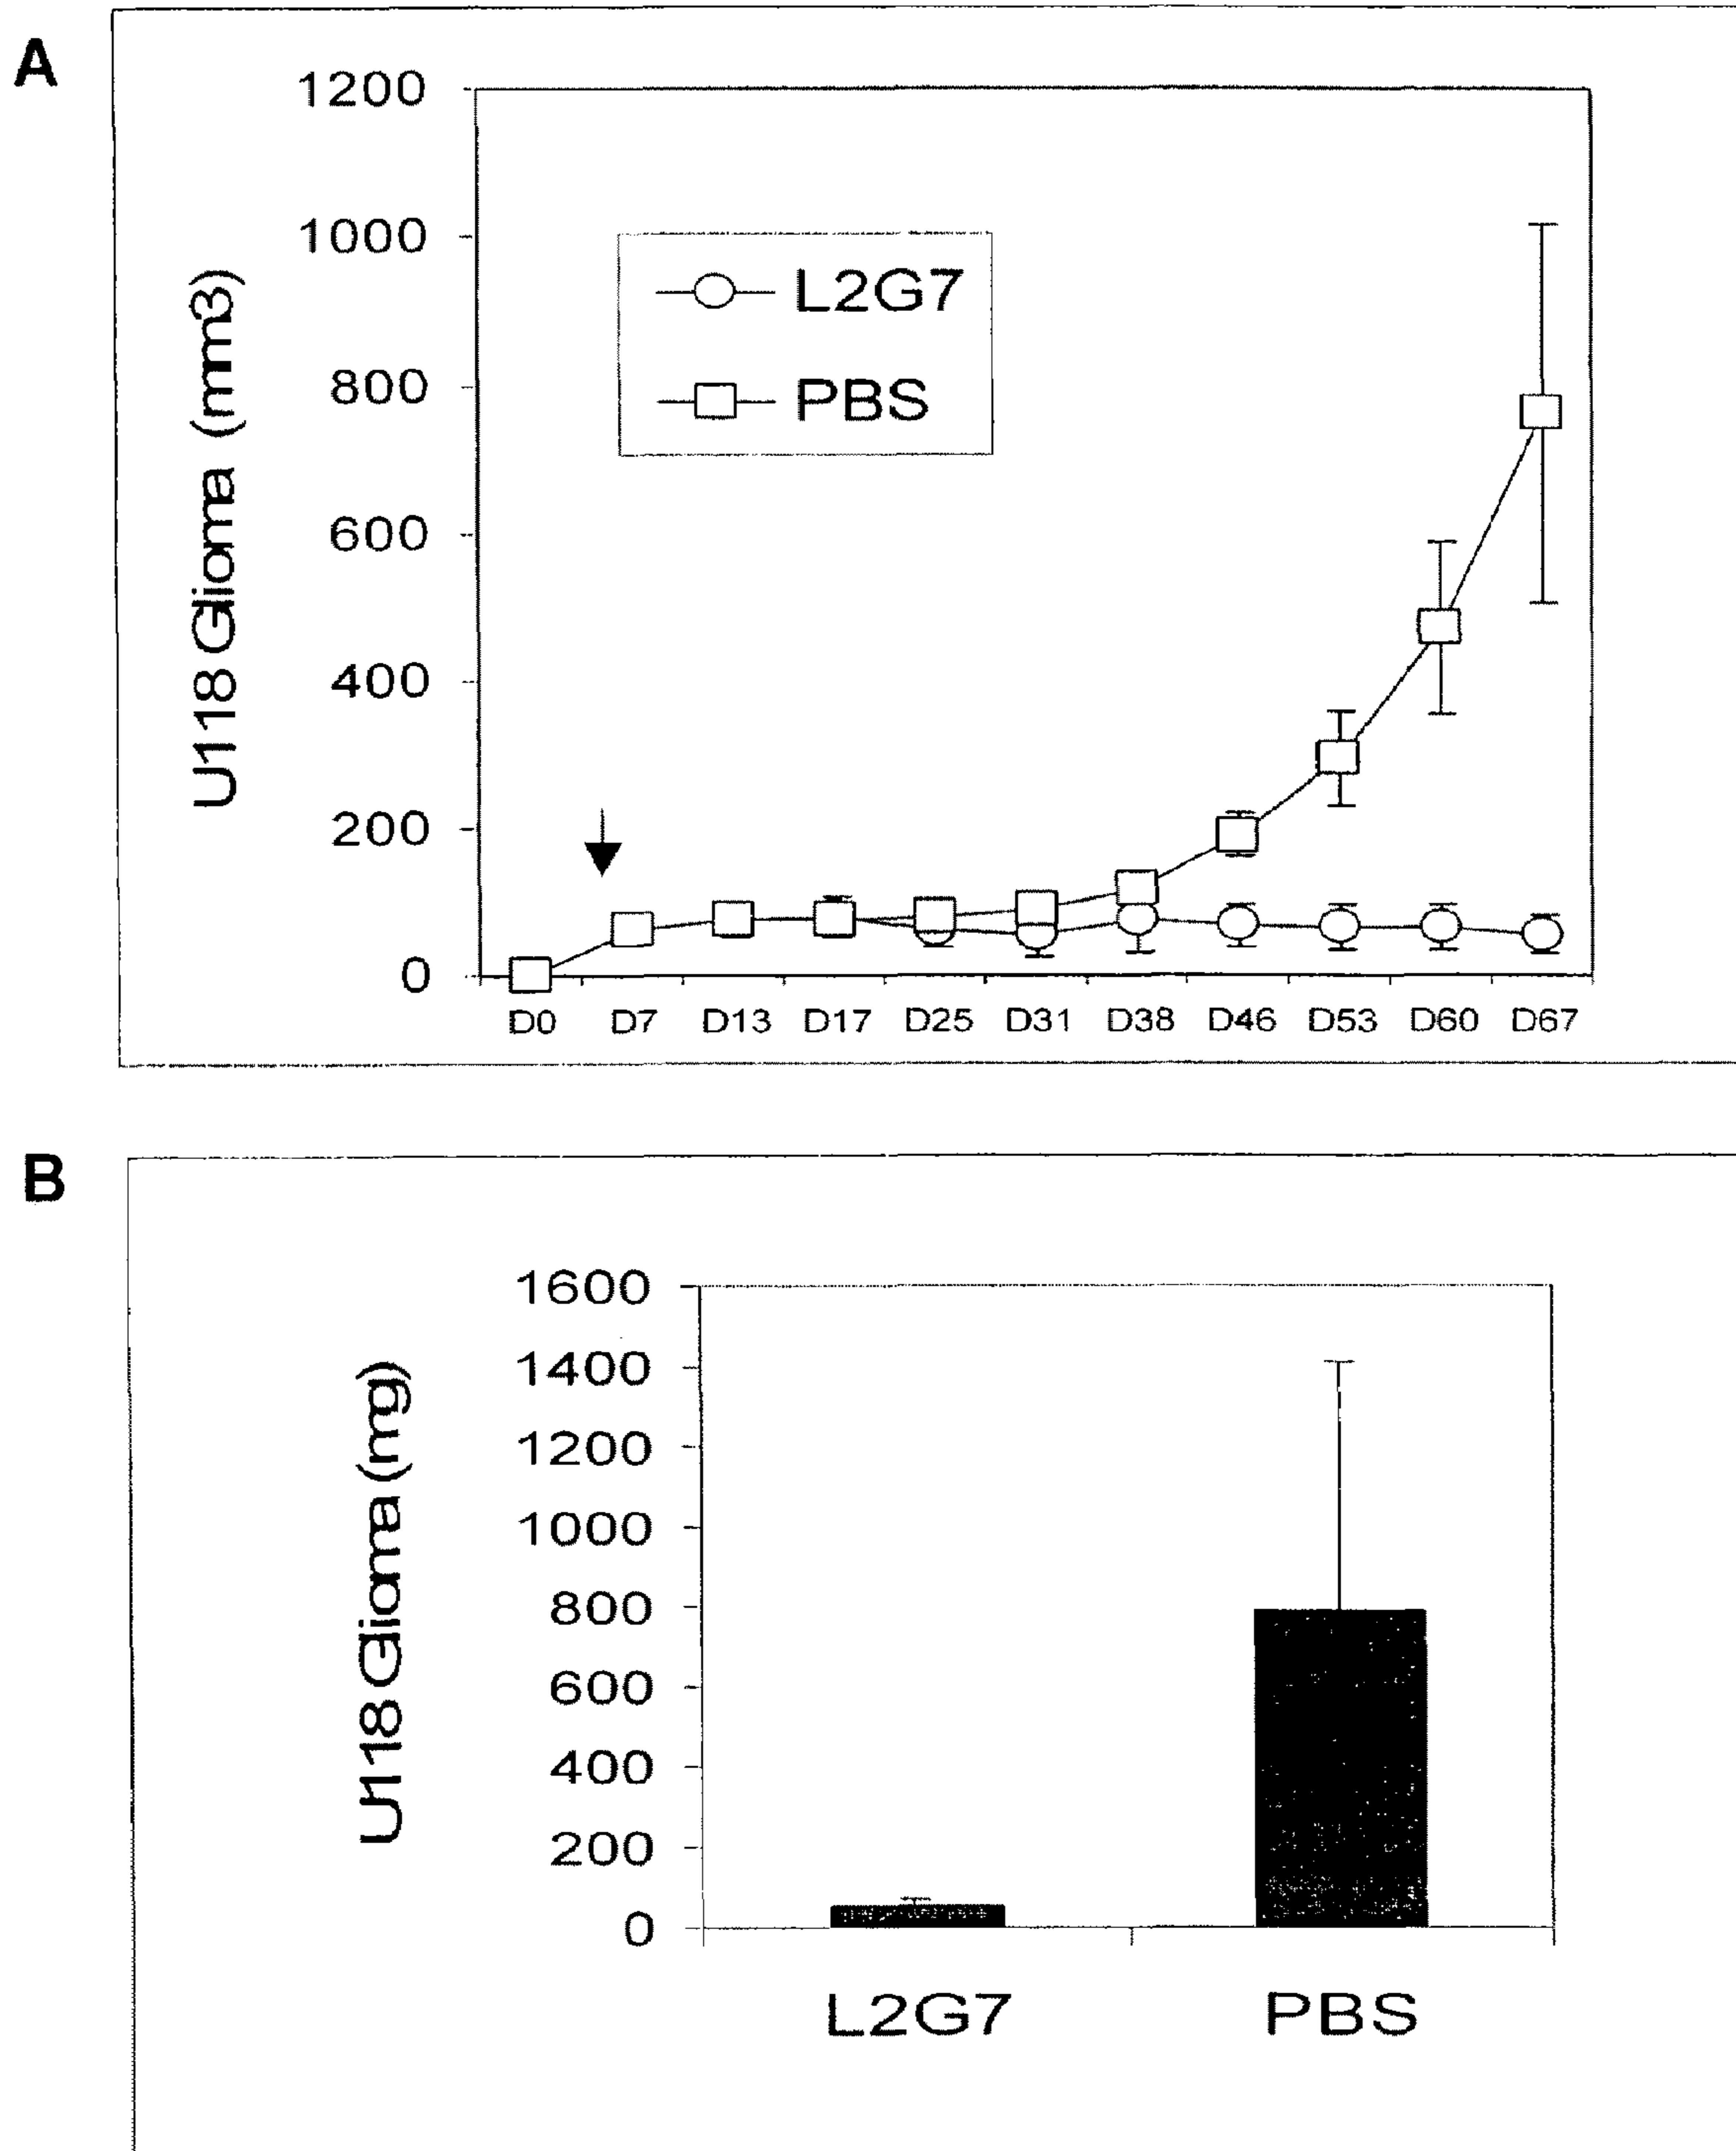 A
1200
1000
800
600
400
200
0
U118 Glioma (mm3)
L2G7
PBS
D0 D7 D13 D17 D25 D31 D38 D46 D53 D60 D67
B
1600
1400
1200
1000
800
600
400
200
0
U118 Glioma (mg)
L2G7 PBS